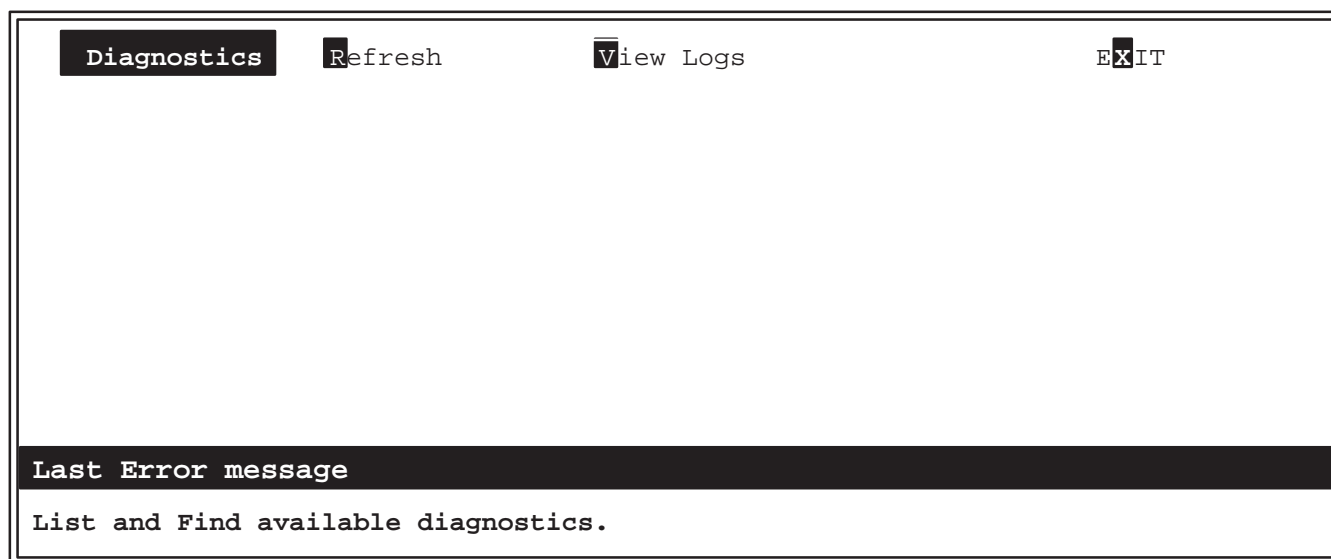 Diagnostics Refresh View Logs EXIT
Last Error message
List and Find available diagnostics.